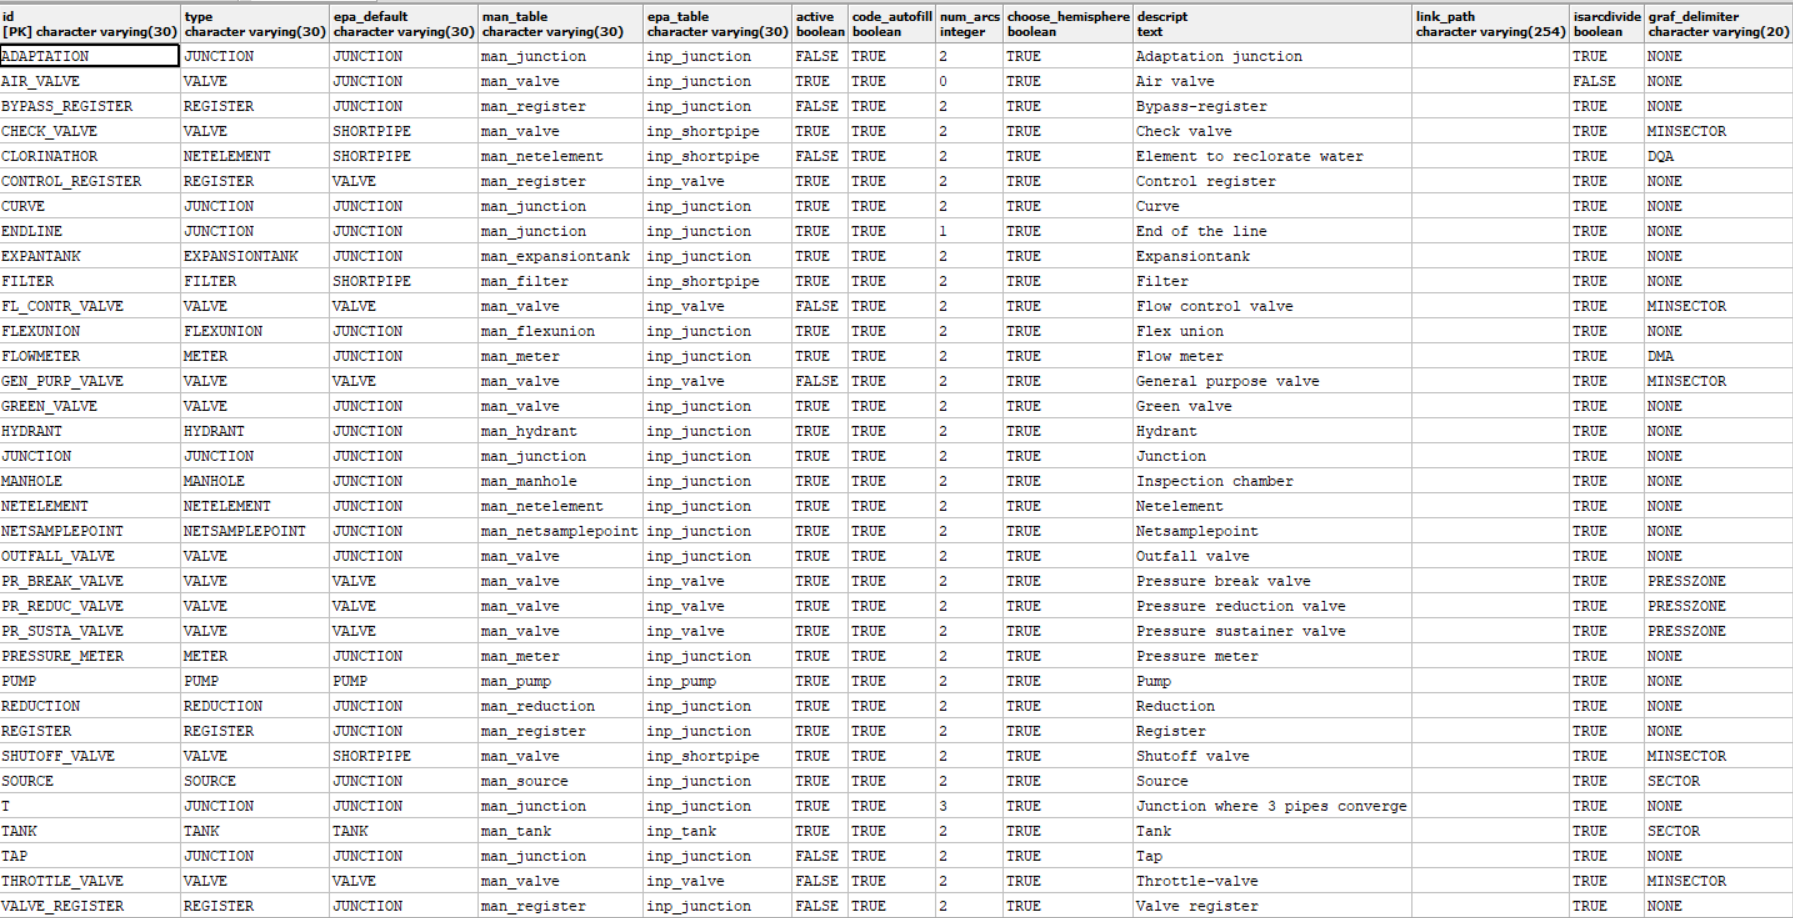 id type epa_default man_table epa_table active code_autofill num_arcs choose_hemisphere descript link_path isarcdivide graf_delimiter
[PK] character varying(30) character varying(30) character varying(30) character varying(30) character varying(30) boolean boolean integer boolean text character varying(254) boolean character varying(20)
ADAPTATION JUNCTION JUNCTION man_junction inp_junction FALSE TRUE 2 TRUE Adaptation junction TRUE NONE
AIR_VALVE VALVE JUNCTION man_valve inp_junction TRUE TRUE 0 TRUE Air valve FALSE NONE
BYPASS_REGISTER REGISTER JUNCTION man_register inp_junction FALSE TRUE 2 TRUE Bypass-register TRUE NONE
CHECK_VALVE VALVE SHORTPIPE man_valve inp_shortpipe TRUE TRUE 2 TRUE Check valve TRUE MINSECTOR
CLORINATHOR NETELEMENT SHORTPIPE man_netelement inp_shortpipe FALSE TRUE 2 TRUE Element to reclorate water TRUE DQA
CONTROL_REGISTER REGISTER VALVE man_register inp_valve TRUE TRUE 2 TRUE Control register TRUE NONE
CURVE JUNCTION JUNCTION man_junction inp_junction TRUE TRUE 2 TRUE Curve TRUE NONE
ENDLINE JUNCTION JUNCTION man_junction inp_junction TRUE TRUE 1 TRUE End of the line TRUE NONE
EXPANTANK EXPANSIONTANK JUNCTION man_expansiontank inp_junction TRUE TRUE 2 TRUE Expansiontank TRUE NONE
FILTER FILTER SHORTPIPE man_filter inp_shortpipe TRUE TRUE 2 TRUE Filter TRUE NONE
FL_CONTR_VALVE VALVE VALVE man_valve inp_valve FALSE TRUE 2 TRUE Flow control valve TRUE MINSECTOR
FLEXUNION FLEXUNION JUNCTION man_flexunion inp_junction TRUE TRUE 2 TRUE Flex union TRUE NONE
FLOWMETER METER JUNCTION man_meter inp_junction TRUE TRUE 2 TRUE Flow meter TRUE DMA
GEN_PURP_VALVE VALVE VALVE man_valve inp_valve FALSE TRUE 2 TRUE General purpose valve TRUE MINSECTOR
GREEN_VALVE VALVE JUNCTION man_valve inp_junction TRUE TRUE 2 TRUE Green valve TRUE NONE
HYDRANT HYDRANT JUNCTION man_hydrant inp_junction TRUE TRUE 2 TRUE Hydrant TRUE NONE
JUNCTION JUNCTION JUNCTION man_junction inp_junction TRUE TRUE 2 TRUE Junction TRUE NONE
MANHOLE MANHOLE JUNCTION man_manhole inp_junction TRUE TRUE 2 TRUE Inspection chamber TRUE NONE
NETELEMENT NETELEMENT JUNCTION man_netelement inp_junction TRUE TRUE 2 TRUE Netelement TRUE NONE
NETSAMPLEPOINT NETSAMPLEPOINT JUNCTION man_netsamplepoint inp_junction TRUE TRUE 2 TRUE Netsamplepoint TRUE NONE
OUTFALL_VALVE VALVE JUNCTION man_valve inp_junction TRUE TRUE 2 TRUE Outfall valve TRUE NONE
PR_BREAK_VALVE VALVE VALVE man_valve inp_valve TRUE TRUE 2 TRUE Pressure break valve TRUE PRESSZONE
PR_REDUC_VALVE VALVE VALVE man_valve inp_valve TRUE TRUE 2 TRUE Pressure reduction valve TRUE PRESSZONE
PR_SUSTA_VALVE VALVE VALVE man_valve inp_valve TRUE TRUE 2 TRUE Pressure sustainer valve TRUE PRESSZONE
PRESSURE_METER METER JUNCTION man_meter inp_junction TRUE TRUE 2 TRUE Pressure meter TRUE NONE
PUMP PUMP PUMP man_pump inp_pump TRUE TRUE 2 TRUE Pump TRUE NONE
REDUCTION REDUCTION JUNCTION man_reduction inp_junction TRUE TRUE 2 TRUE Reduction TRUE NONE
REGISTER REGISTER JUNCTION man_register inp_junction TRUE TRUE 2 TRUE Register TRUE NONE
SHUTOFF_VALVE VALVE SHORTPIPE man_valve inp_shortpipe TRUE TRUE 2 TRUE Shutoff valve TRUE MINSECTOR
SOURCE SOURCE JUNCTION man_source inp_junction TRUE TRUE 2 TRUE Source TRUE SECTOR
T JUNCTION JUNCTION man_junction inp_junction TRUE TRUE 3 TRUE Junction where 3 pipes converge TRUE NONE
TANK TANK TANK man_tank inp_tank TRUE TRUE 2 TRUE Tank TRUE SECTOR
TAP JUNCTION JUNCTION man_junction inp_junction FALSE TRUE 2 TRUE Tap TRUE NONE
THROTTLE_VALVE VALVE VALVE man_valve inp_valve FALSE TRUE 2 TRUE Throttle-valve TRUE MINSECTOR
VALVE_REGISTER REGISTER JUNCTION man_register inp_junction FALSE TRUE 2 TRUE Valve register TRUE NONE